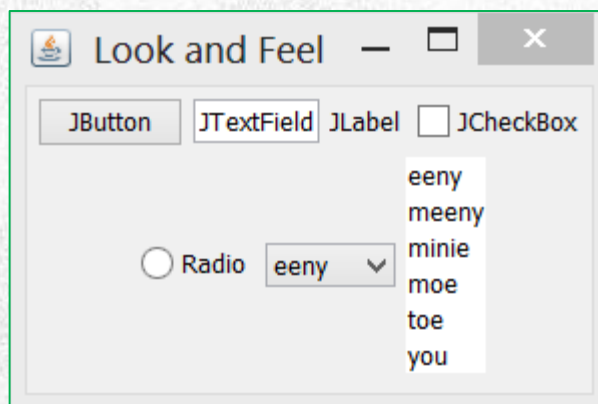 Look and Feel
JButton JTextField JLabel JCheckBox
Radio eeny
eeny
meeny
minie
moe
toe
you